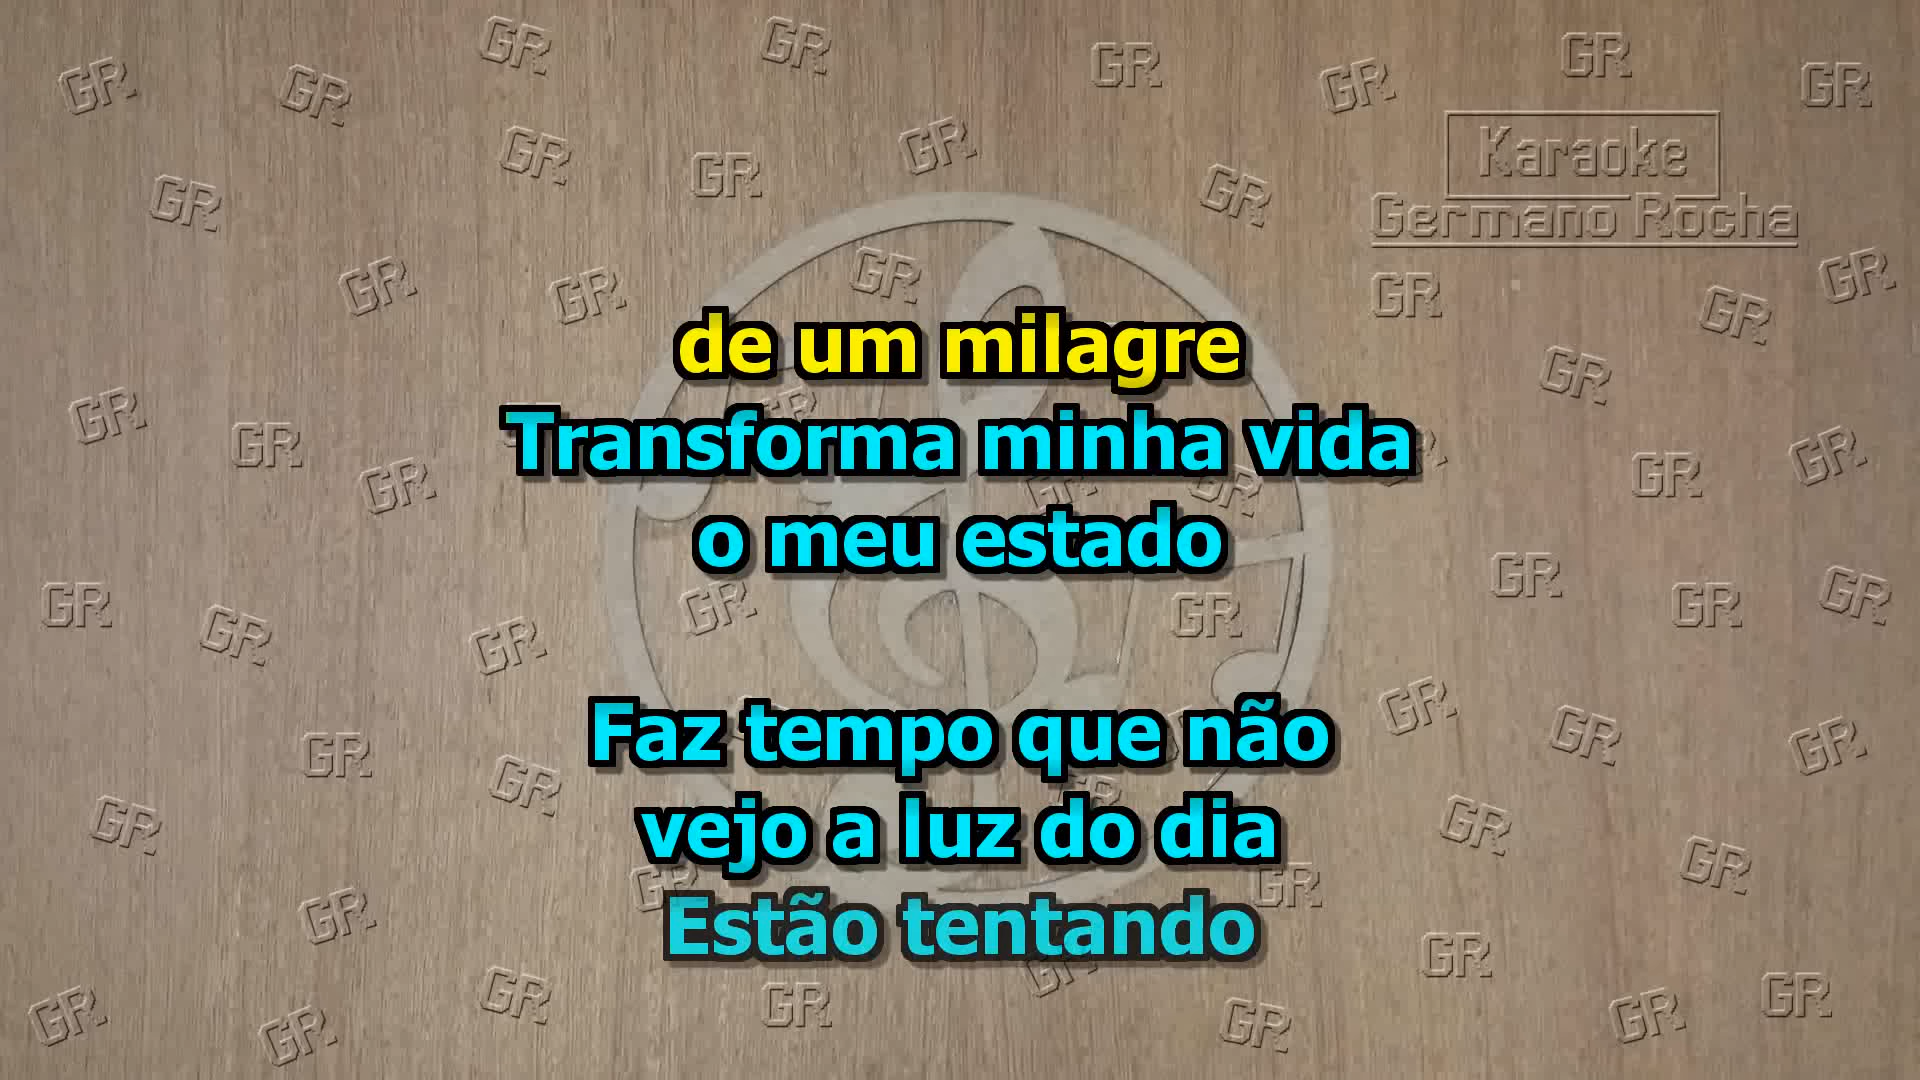 Karaoke
Germano Rocha
de um milagre
Transforma minha vida
o meu estado
Faz tempo que não
vejo a luz do dia
Estão tentando